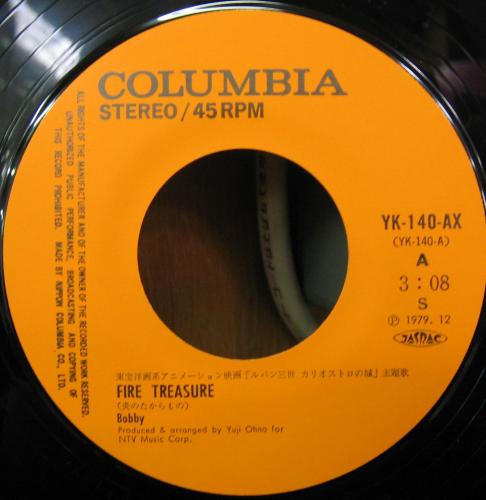 COLUMBIA
STEREO/45RPM
ALL RIGHTS OF THE MANUFACTURER AND OF THE OWNER OF THE RECORDED WORK RESERVED.
UNAUTHORIZED PUBLIC PERFORMANCE, BROADCASTING AND COPYING OF
THIS RECORD PROHIBITED. MADE BY NIPPON COLUMBIA CO., LTD.
YK-140-AX
(YK-140-A)
A
3:08
S
Ⓟ 1979. 12
JASRAC
東宝洋画系アニメーション映画「ルパン三世 カリオストロの城」主題歌
FIRE TREASURE
(炎のたからもの)
Bobby
Produced & arranged by Yuji Ohno for
NTV Music Corp.